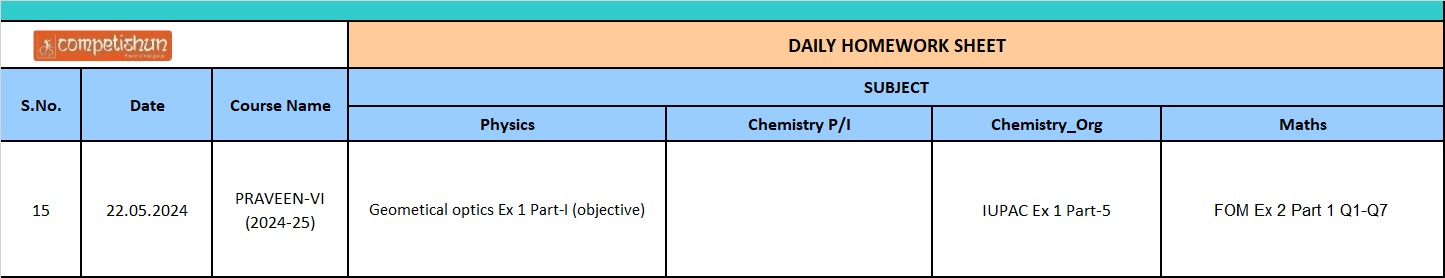 competishun
DAILY HOMEWORK SHEET
S.No.
Date
Course Name
SUBJECT
Physics
Chemistry P/I
Chemistry_Org
Maths
15
22.05.2024
PRAVEEN-VI
(2024-25)
Geometical optics Ex 1 Part-I (objective)
IUPAC Ex 1 Part-5
FOM Ex 2 Part 1 Q1-Q7